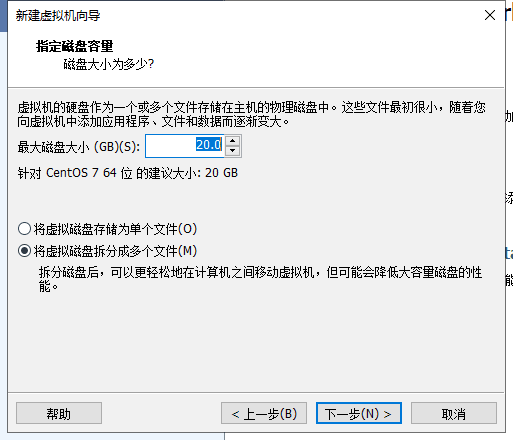 新建虚拟机向导
指定磁盘容量
磁盘大小为多少?
虚拟机的硬盘作为一个或多个文件存储在主机的物理磁盘中。这些文件最初很小，随着您
向虚拟机中添加应用程序、文件和数据而逐渐变大。
最大磁盘大小 (GB)(S): 20.0
针对 CentOS 7 64 位 的建议大小: 20 GB
将虚拟磁盘存储为单个文件(O)
将虚拟磁盘拆分成多个文件(M)
拆分磁盘后，可以更轻松地在计算机之间移动虚拟机，但可能会降低大容量磁盘的性
能。
帮助 < 上一步(B) 下一步(N) > 取消